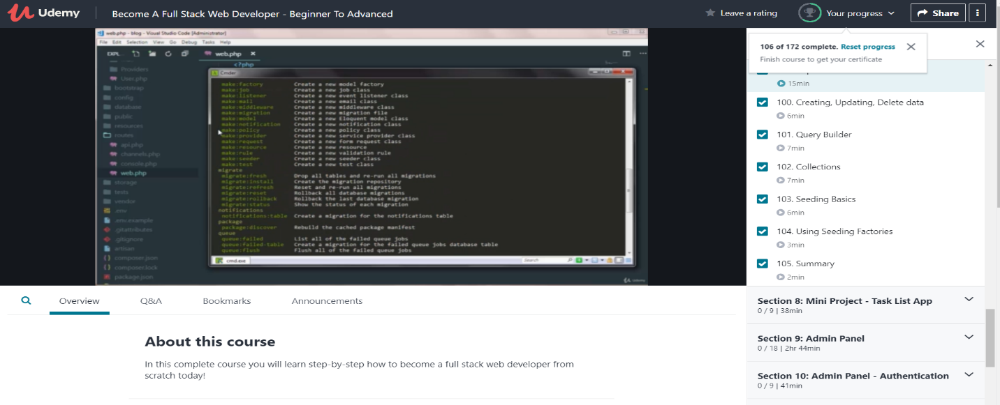 Udemy
Become A Full Stack Web Developer - Beginner To Advanced
Leave a rating
Your progress
Share
106 of 172 complete. Reset progress
Finish course to get your certificate
web.php - blog - Visual Studio Code [Administrator]
File Edit Selection View Go Debug Tasks Help
EXPL...
web.php
<?php
Providers
User.php
bootstrap
config
database
public
resources
routes
api.php
channels.php
console.php
web.php
storage
tests
vendor
.env
.env.example
.gitattributes
.gitignore
artisan
composer.json
composer.lock
package.json
Cmder
make:factory Create a new model factory
make:job Create a new job class
make:listener Create a new event listener class
make:mail Create a new email class
make:middleware Create a new middleware class
make:migration Create a new migration file
make:model Create a new Eloquent model class
make:notification Create a new notification class
make:policy Create a new policy class
make:provider Create a new service provider class
make:request Create a new form request class
make:resource Create a new resource
make:rule Create a new validation rule
make:seeder Create a new seeder class
make:test Create a new test class
migrate
migrate:fresh Drop all tables and re-run all migrations
migrate:install Create the migration repository
migrate:refresh Reset and re-run all migrations
migrate:reset Rollback all database migrations
migrate:rollback Rollback the last database migration
migrate:status Show the status of each migration
notifications
notifications:table Create a migration for the notifications table
package
package:discover Rebuild the cached package manifest
queue
queue:failed List all of the failed queue jobs
queue:failed-table Create a migration for the failed queue jobs database table
queue:flush Flush all of the failed queue jobs
cmd.exe
Search
Udemy
15min
100. Creating, Updating, Delete data
6min
101. Query Builder
7min
102. Collections
7min
103. Seeding Basics
6min
104. Using Seeding Factories
3min
105. Summary
2min
Section 8: Mini Project - Task List App
0 / 9 | 38min
Section 9: Admin Panel
0 / 18 | 2hr 44min
Section 10: Admin Panel - Authentication
0 / 9 | 41min
Overview
Q&A
Bookmarks
Announcements
About this course
In this complete course you will learn step-by-step how to become a full stack web developer from
scratch today!